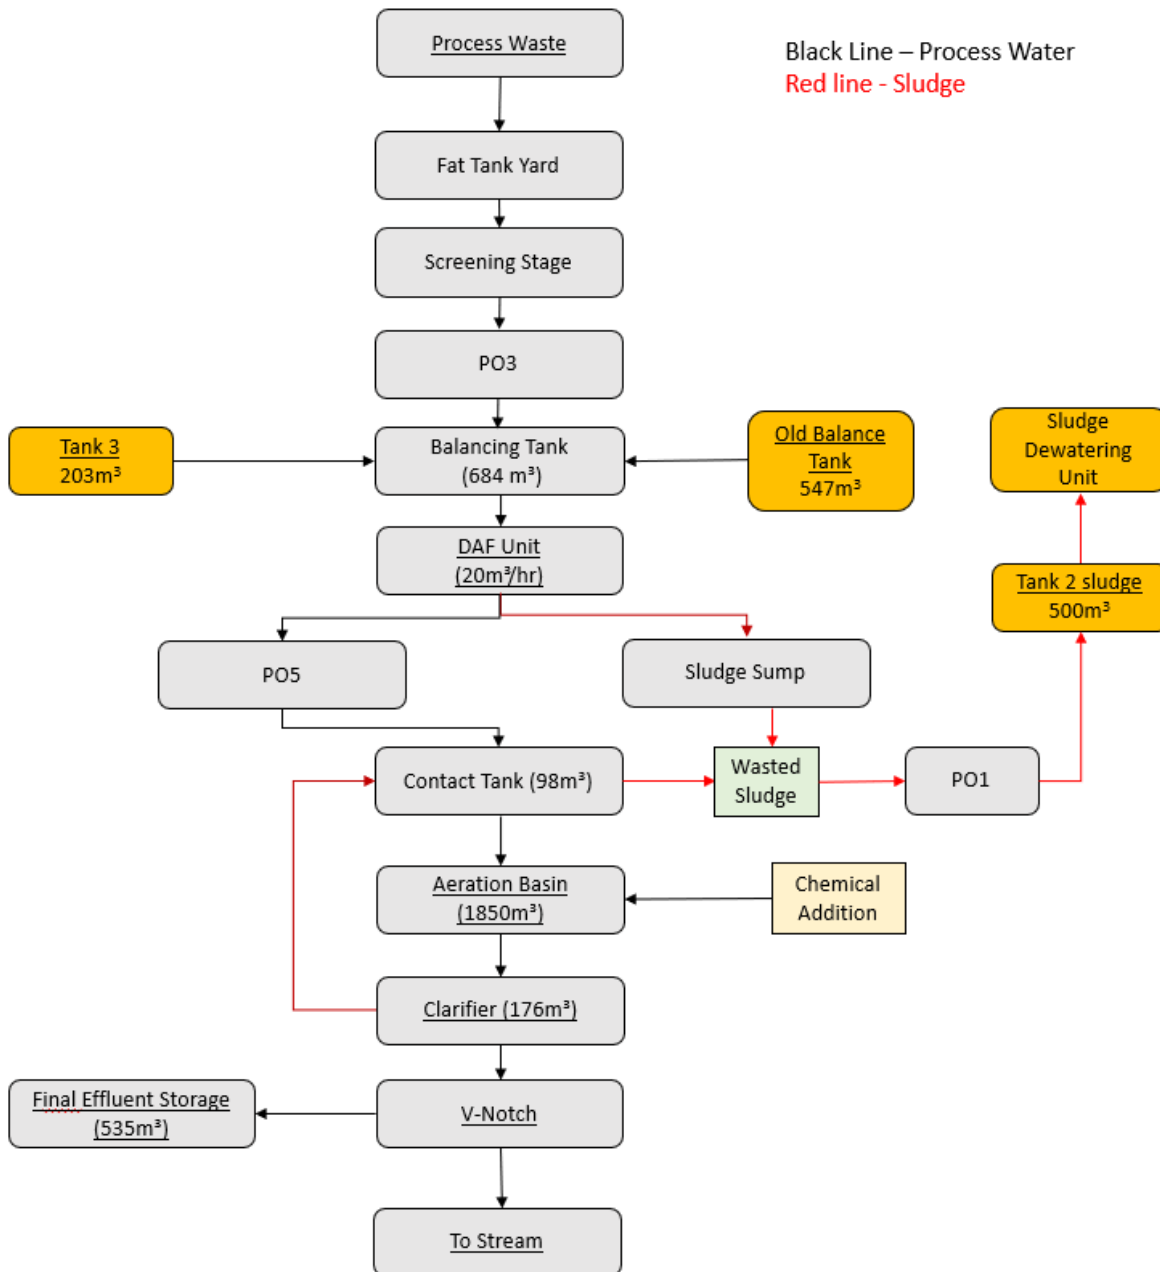 Process Waste
Black Line – Process Water
Red line - Sludge
Fat Tank Yard
Screening Stage
PO3
Tank 3
203m³
Balancing Tank
(684 m³)
Old Balance
Tank
547m³
Sludge
Dewatering
Unit
DAF Unit
(20m³/hr)
Tank 2 sludge
500m³
PO5
Sludge Sump
Contact Tank (98m³)
Wasted
Sludge
PO1
Aeration Basin
(1850m³)
Chemical
Addition
Clarifier (176m³)
Final Effluent Storage
(535m³)
V-Notch
To Stream